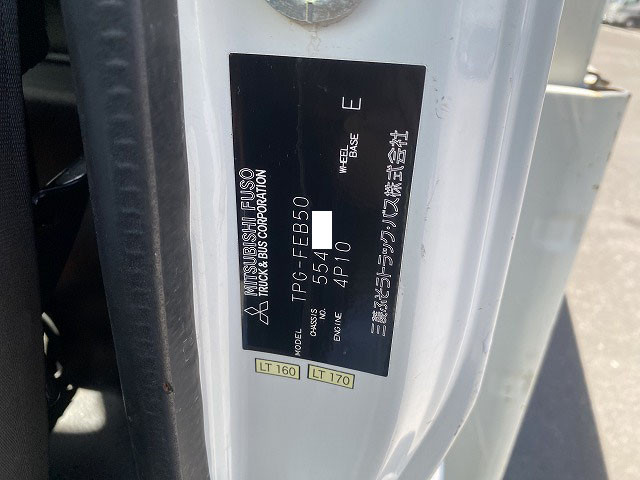 MITSUBISHI FUSO
TRUCK & BUS CORPORATION
MODEL TPG-FEB50
CHASSIS NO. 554
ENGINE 4P10
WHEEL BASE E
三菱ふそうトラック・バス株式会社
LT 160
LT 170